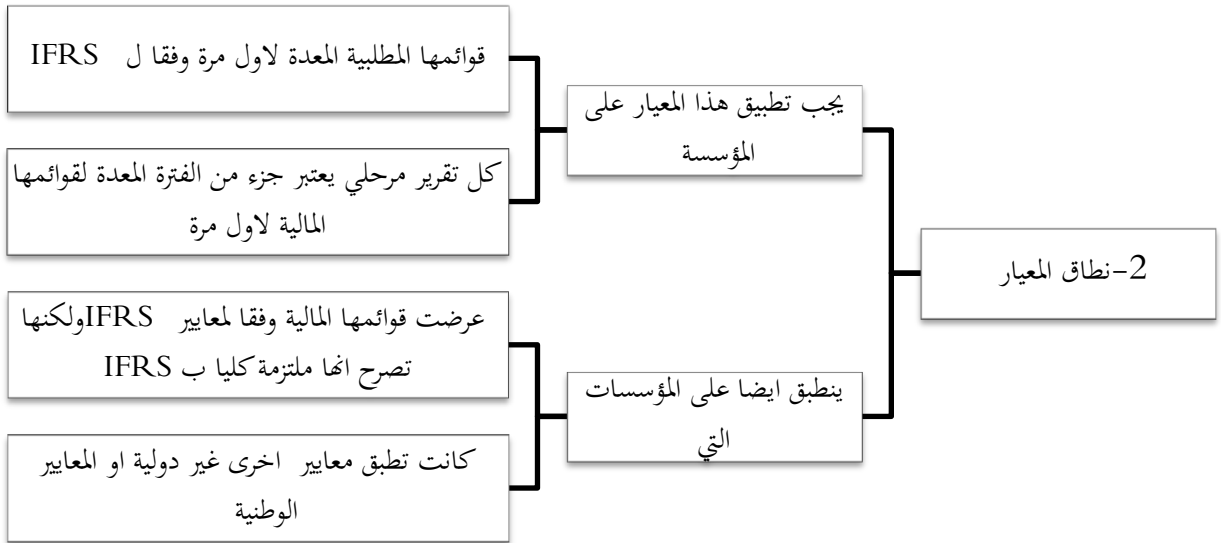 2-نطاق المعيار
يجب تطبيق هذا المعيار على
المؤسسة
قوائمها المطلبية المعدة لاول مرة وفقا ل IFRS
كل تقرير مرحلي يعتبر جزء من الفترة المعدة لقوائمها
المالية لاول مرة
ينطبق ايضا على المؤسسات
التي
عرضت قوائمها المالية وفقا لمعايير IFRSولكنها
تصرح انها ملتزمة كليا ب IFRS
كانت تطبق معايير اخرى غير دولية او المعايير
الوطنية